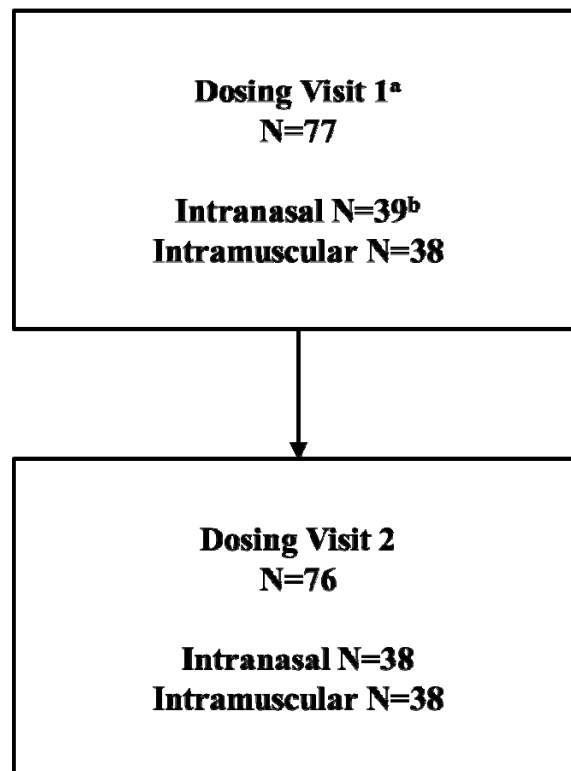 Dosing Visit 1ᵃ
N=77
Intranasal N=39ᵇ
Intramuscular N=38
Dosing Visit 2
N=76
Intranasal N=38
Intramuscular N=38